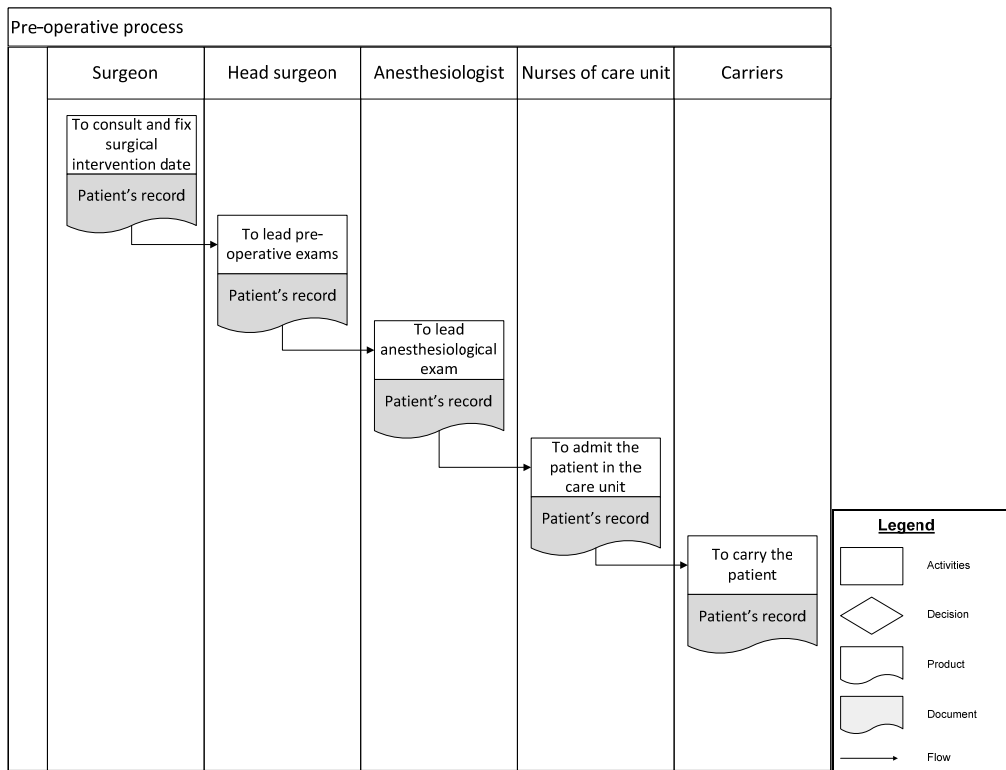 Pre-operative process
Surgeon
Head surgeon
Anesthesiologist
Nurses of care unit
Carriers
To consult and fix
surgical
intervention date
Patient's record
To lead pre-
operative exams
Patient's record
To lead
anesthesiological
exam
Patient's record
To admit the
patient in the
care unit
Patient's record
To carry the
patient
Patient's record
Legend
Activities
Decision
Product
Document
Flow